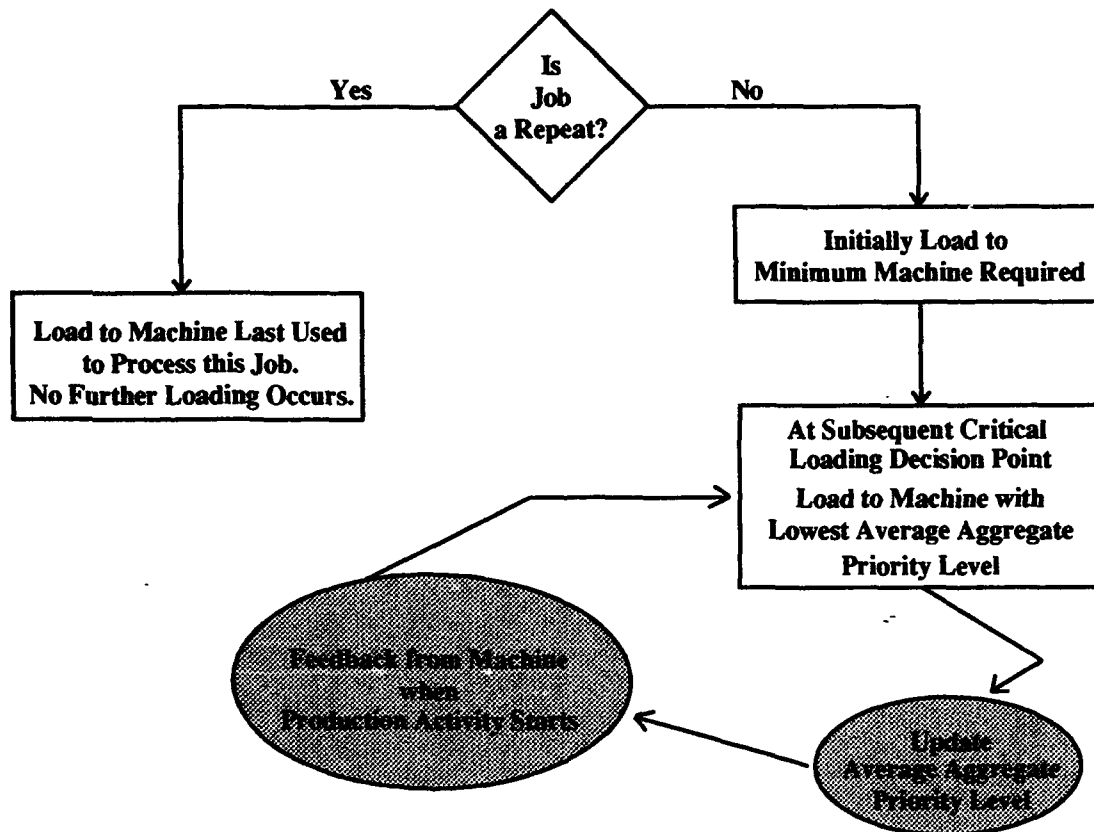 Is
Job
a Repeat?
Yes
No
Initially Load to
Minimum Machine Required
Load to Machine Last Used
to Process this Job.
No Further Loading Occurs.
At Subsequent Critical
Loading Decision Point
Load to Machine with
Lowest Average Aggregate
Priority Level
Feedback from Machine
when
Production Activity Starts
Update
Average Aggregate
Priority Level